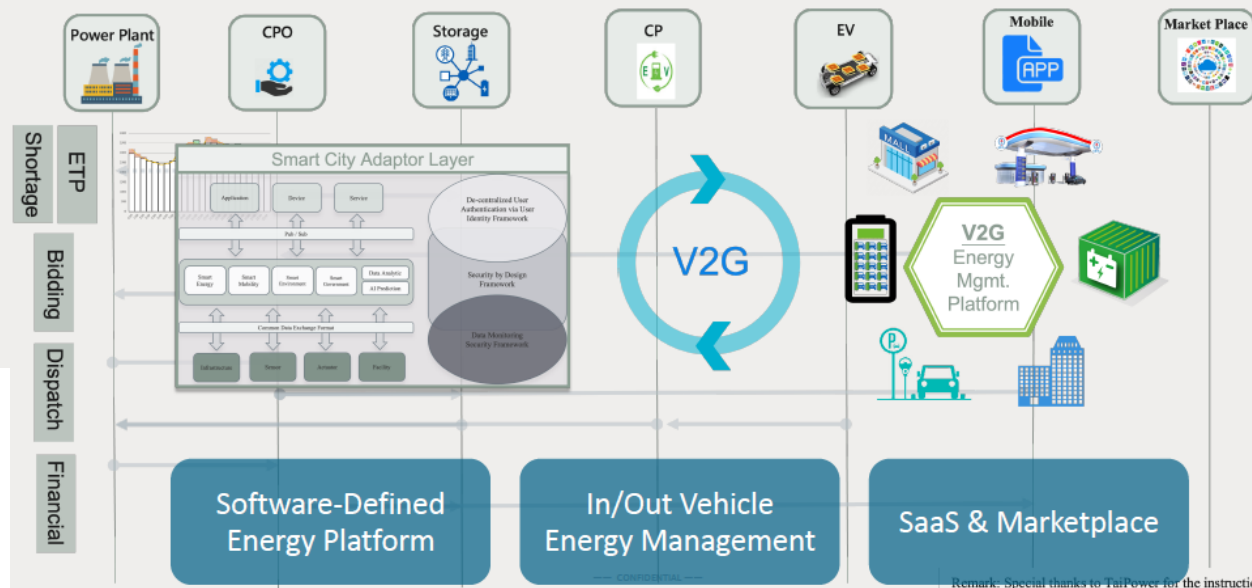 Power Plant
CPO
Storage
CP
E V
EV
Mobile
APP
Market Place
Shortage
ETP
Bidding
Dispatch
Financial
Smart City Adaptor Layer
Application
Device
Service
Pub / Sub
Smart
Energy
Smart
Mobility
Smart
Environment
Smart
Government
Data Analytic
AI Prediction
Common Data Exchange Format
Infrastructure
Sensor
Actuator
Facility
De-centralized User
Authentication via User
Identity Framework
Security by Design
Framework
Data Monitoring
Security Framework
V2G
MALL
V2G
Energy
Mgmt.
Platform
P
Software-Defined
Energy Platform
In/Out Vehicle
Energy Management
SaaS & Marketplace
CONFIDENTIAL
Remark: Special thanks to TaiPower for the instructio